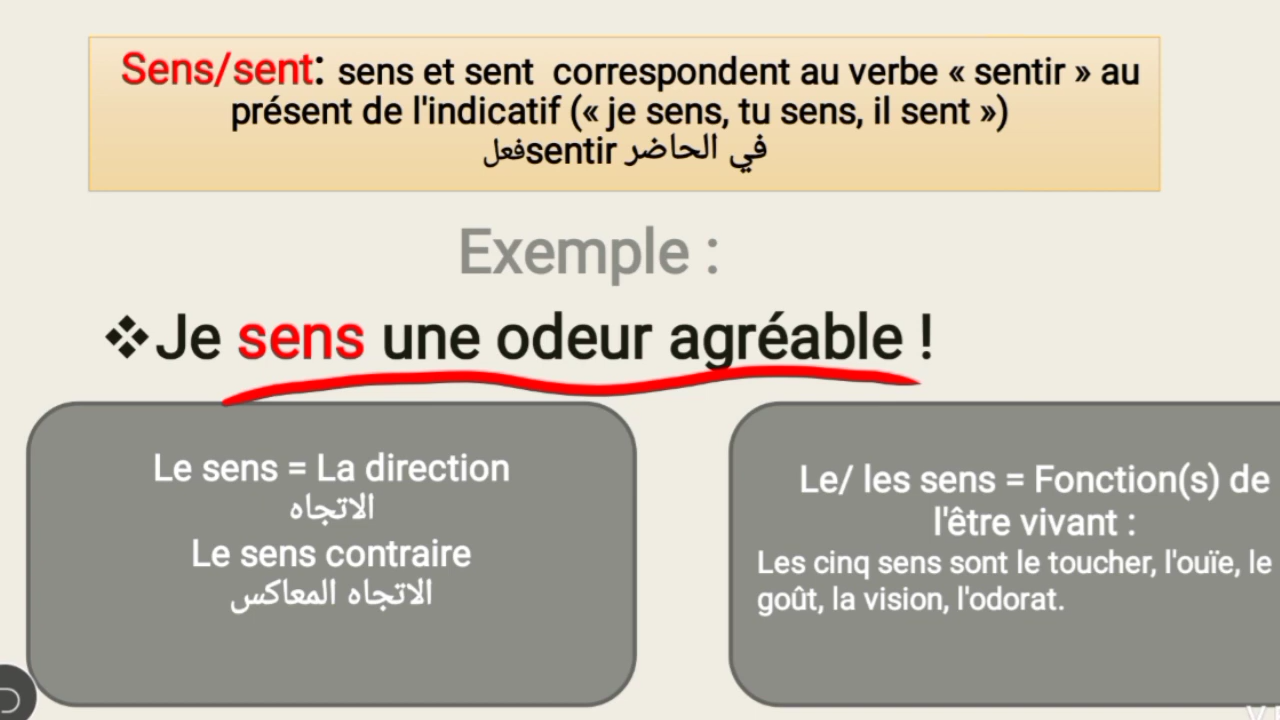 Sens/sent: sens et sent correspondent au verbe « sentir » au
présent de l'indicatif (« je sens, tu sens, il sent »)
فعلsentir في الحاضر
Exemple :
❖Je sens une odeur agréable !
Le sens = La direction
الاتجاه
Le sens contraire
الاتجاه المعاكس
Le/ les sens = Fonction(s) de
l'être vivant :
Les cinq sens sont le toucher, l'ouïe, le
goût, la vision, l'odorat.